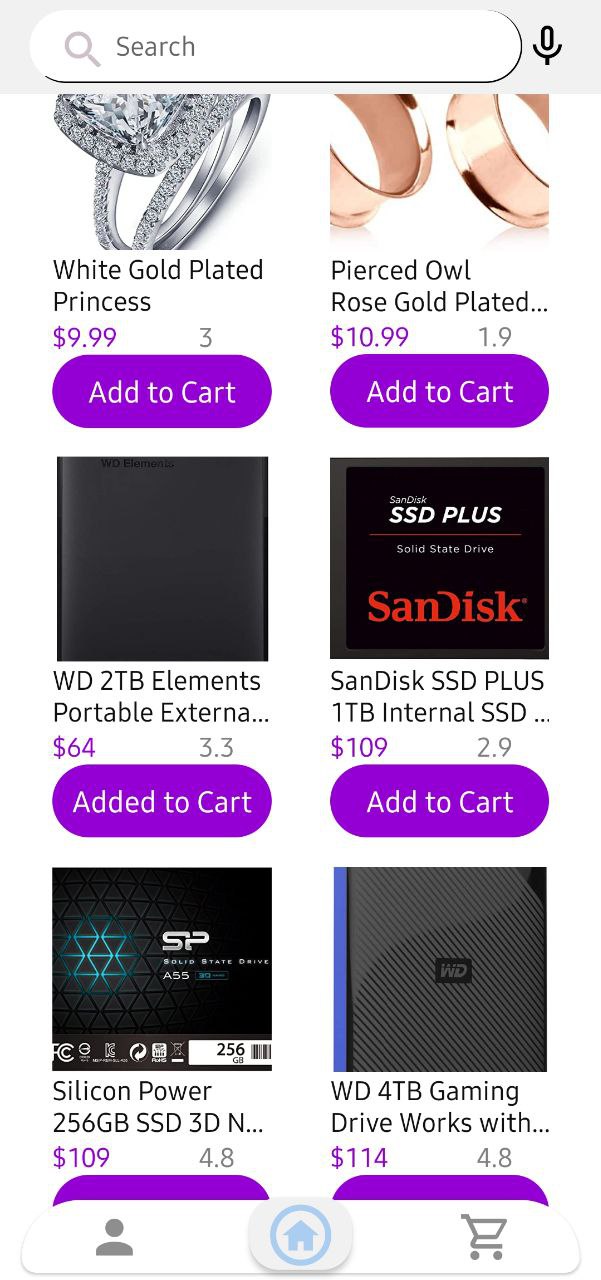 Search
White Gold Plated
Princess
$9.99 3
Pierced Owl
Rose Gold Plated...
$10.99 1.9
Add to Cart
Add to Cart
WD Elements
SanDisk
SSD PLUS
Solid State Drive
SanDisk®
WD 2TB Elements
Portable Externa...
$64 3.3
SanDisk SSD PLUS
1TB Internal SSD ...
$109 2.9
Added to Cart
Add to Cart
SP
SOLID STATE DRIVE
A55
256
GB
WD
Silicon Power
256GB SSD 3D N...
$109 4.8
WD 4TB Gaming
Drive Works with...
$114 4.8